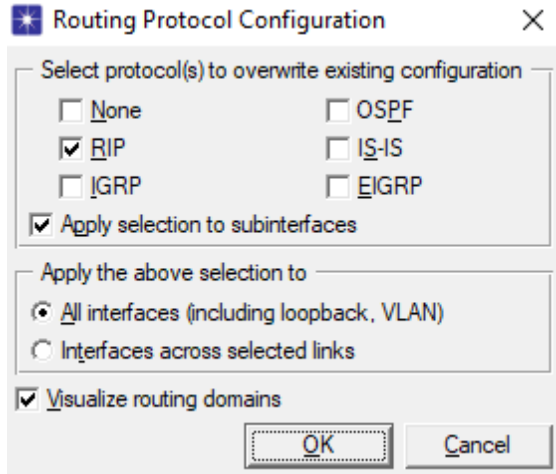 Routing Protocol Configuration
Select protocol(s) to overwrite existing configuration
None OSPF
RIP IS-IS
IGRP EIGRP
Apply selection to subinterfaces
Apply the above selection to
All interfaces (including loopback, VLAN)
Interfaces across selected links
Visualize routing domains
OK Cancel